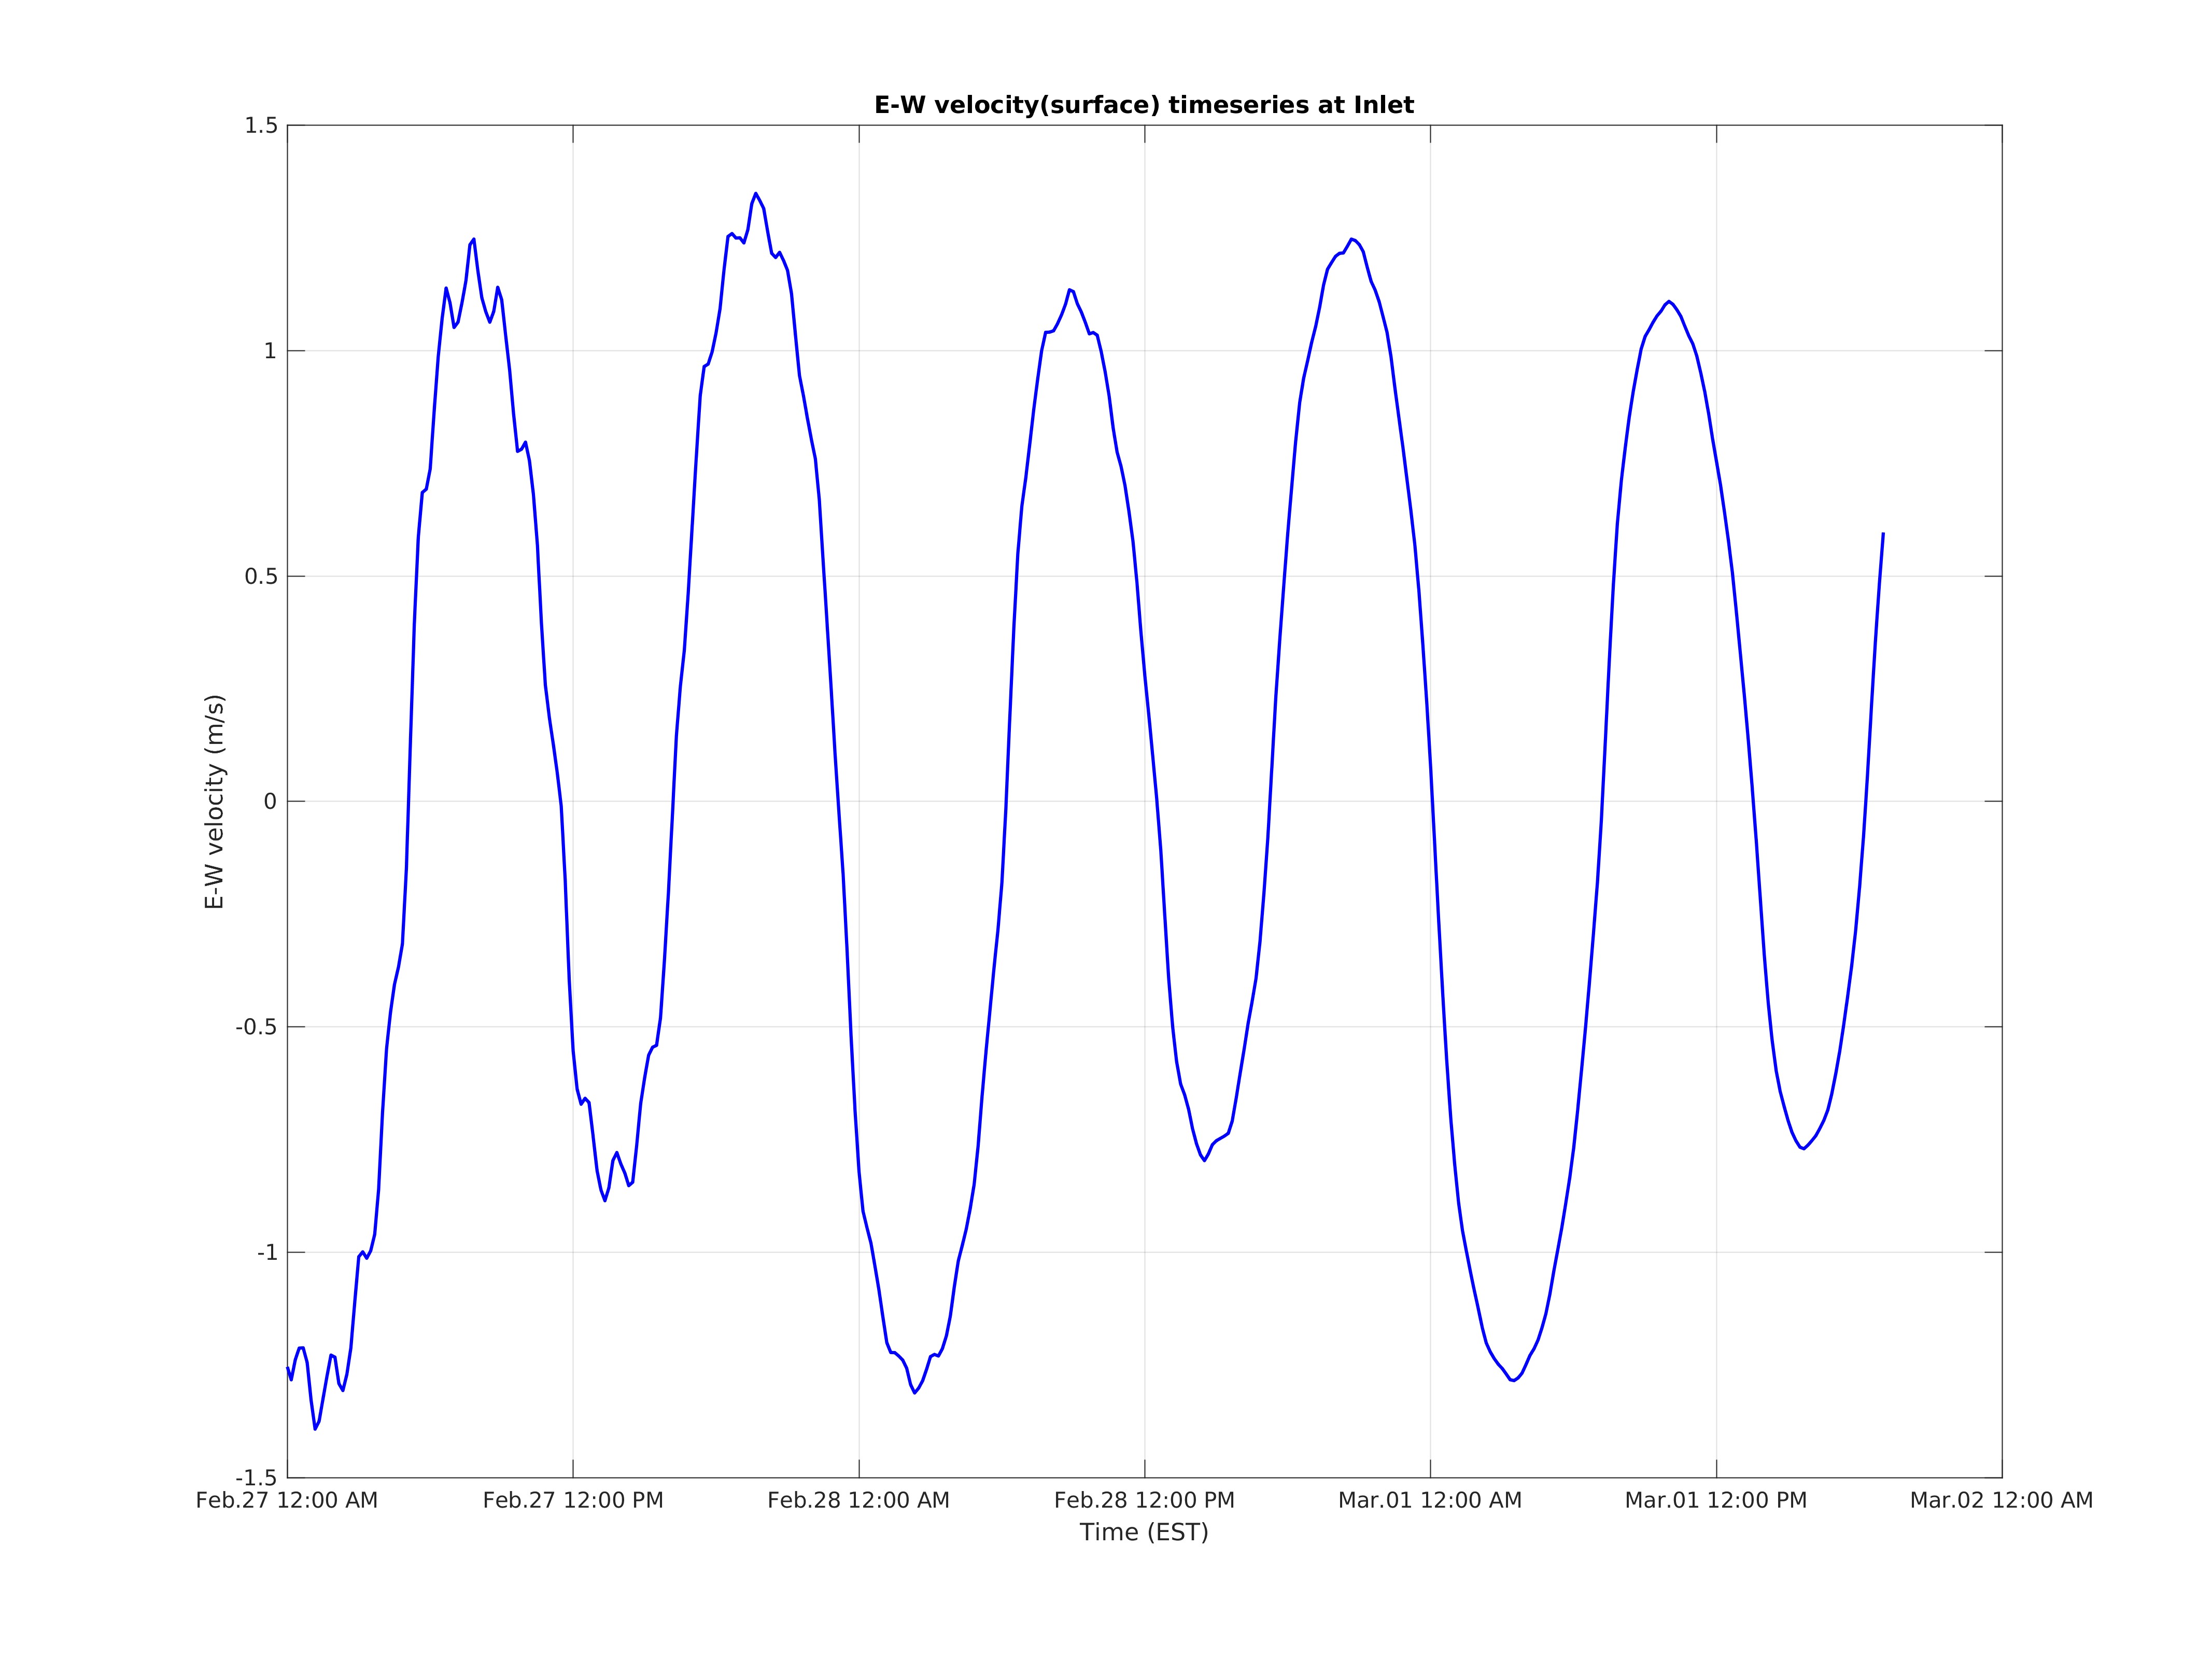 E-W velocity(surface) timeseries at Inlet
1.5
1
0.5
0
-0.5
-1
-1.5
E-W velocity (m/s)
Feb.27 12:00 AM
Feb.27 12:00 PM
Feb.28 12:00 AM
Feb.28 12:00 PM
Mar.01 12:00 AM
Mar.01 12:00 PM
Mar.02 12:00 AM
Time (EST)